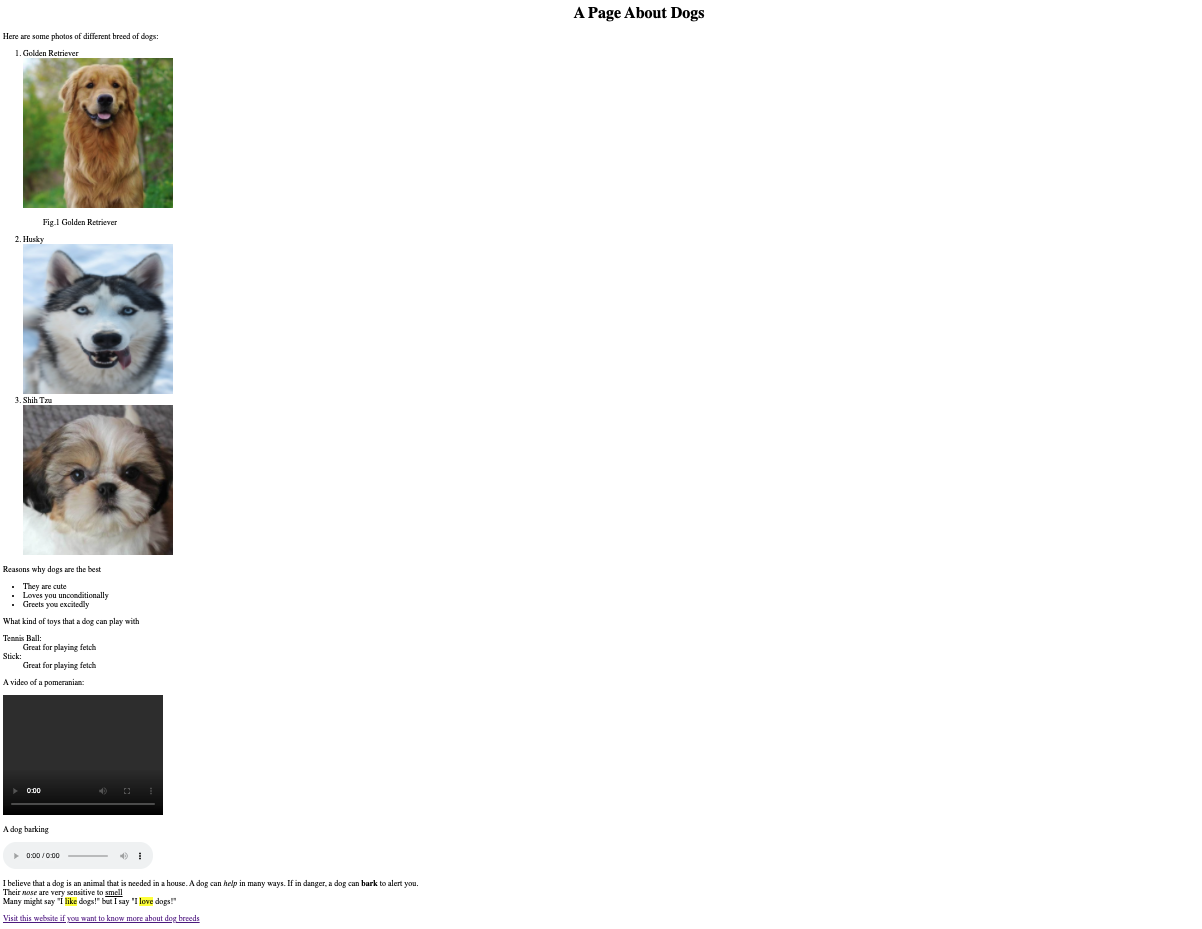 A Page About Dogs
Here are some photos of different breed of dogs:
1. Golden Retriever
Fig.1 Golden Retriever
2. Husky
3. Shih Tzu
Reasons why dogs are the best
• They are cute
• Loves you unconditionally
• Greets you excitedly
What kind of toys that a dog can play with
Tennis Ball:
Great for playing fetch
Stick:
Great for playing fetch
A video of a pomeranian:
0:00
A dog barking
0:00 / 0:00
I believe that a dog is an animal that is needed in a house. A dog can help in many ways. If in danger, a dog can bark to alert you.
Their nose are very sensitive to smell
Many might say "I like dogs!" but I say "I love dogs!"
Visit this website if you want to know more about dog breeds